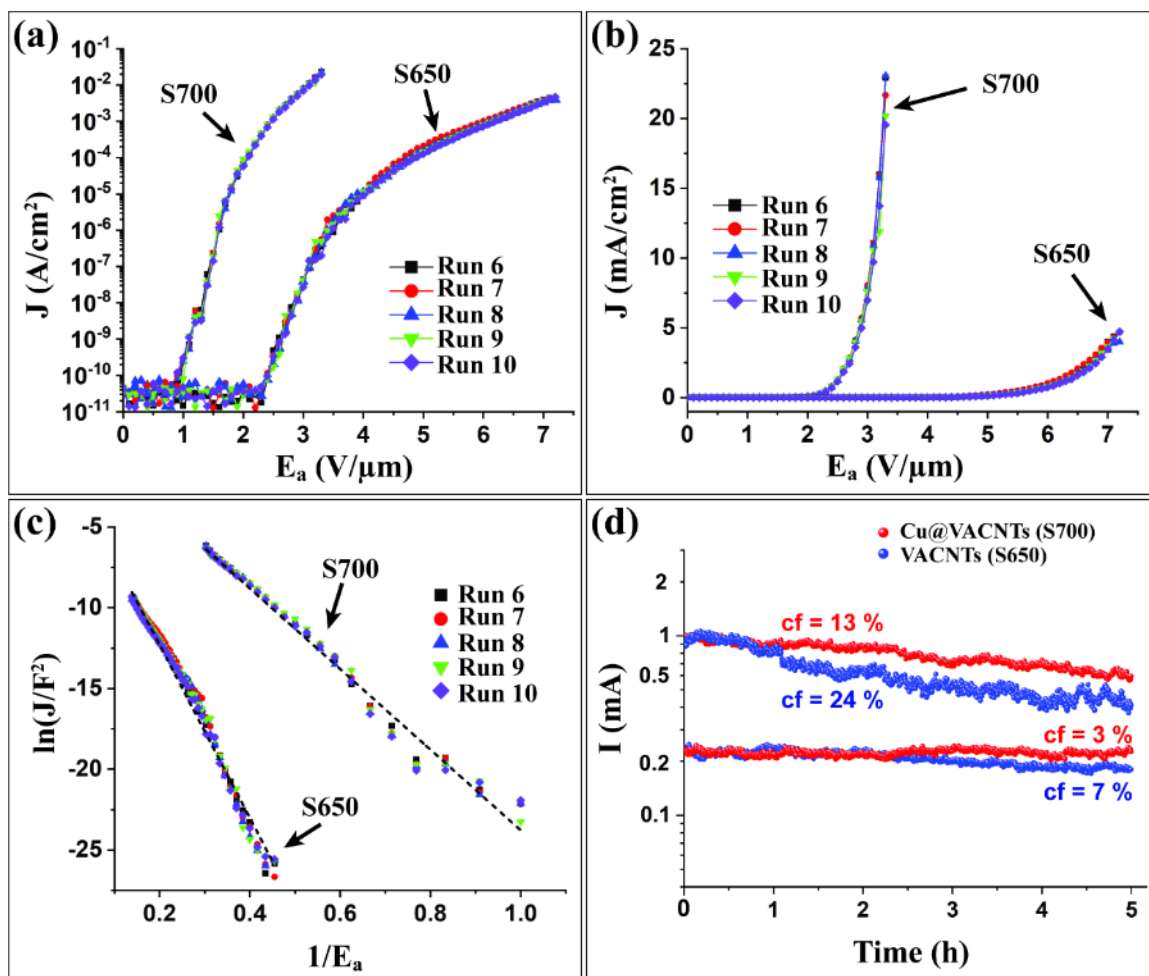 (a)
J (A/cm²)
10⁻¹
10⁻²
10⁻³
10⁻⁴
10⁻⁵
10⁻⁶
10⁻⁷
10⁻⁸
10⁻⁹
10⁻¹⁰
10⁻¹¹
S700
S650
Run 6
Run 7
Run 8
Run 9
Run 10
0 1 2 3 4 5 6 7
Eₐ (V/µm)
(b)
J (mA/cm²)
25
20
15
10
5
0
S700
S650
Run 6
Run 7
Run 8
Run 9
Run 10
0 1 2 3 4 5 6 7
Eₐ (V/µm)
(c)
ln(J/F²)
-5
-10
-15
-20
-25
S700
S650
Run 6
Run 7
Run 8
Run 9
Run 10
0.2 0.4 0.6 0.8 1.0
1/Eₐ
(d)
Cu@VACNTs (S700)
VACNTs (S650)
I (mA)
2
1
0.5
0.2
0.1
cf = 13 %
cf = 24 %
cf = 3 %
cf = 7 %
0 1 2 3 4 5
Time (h)